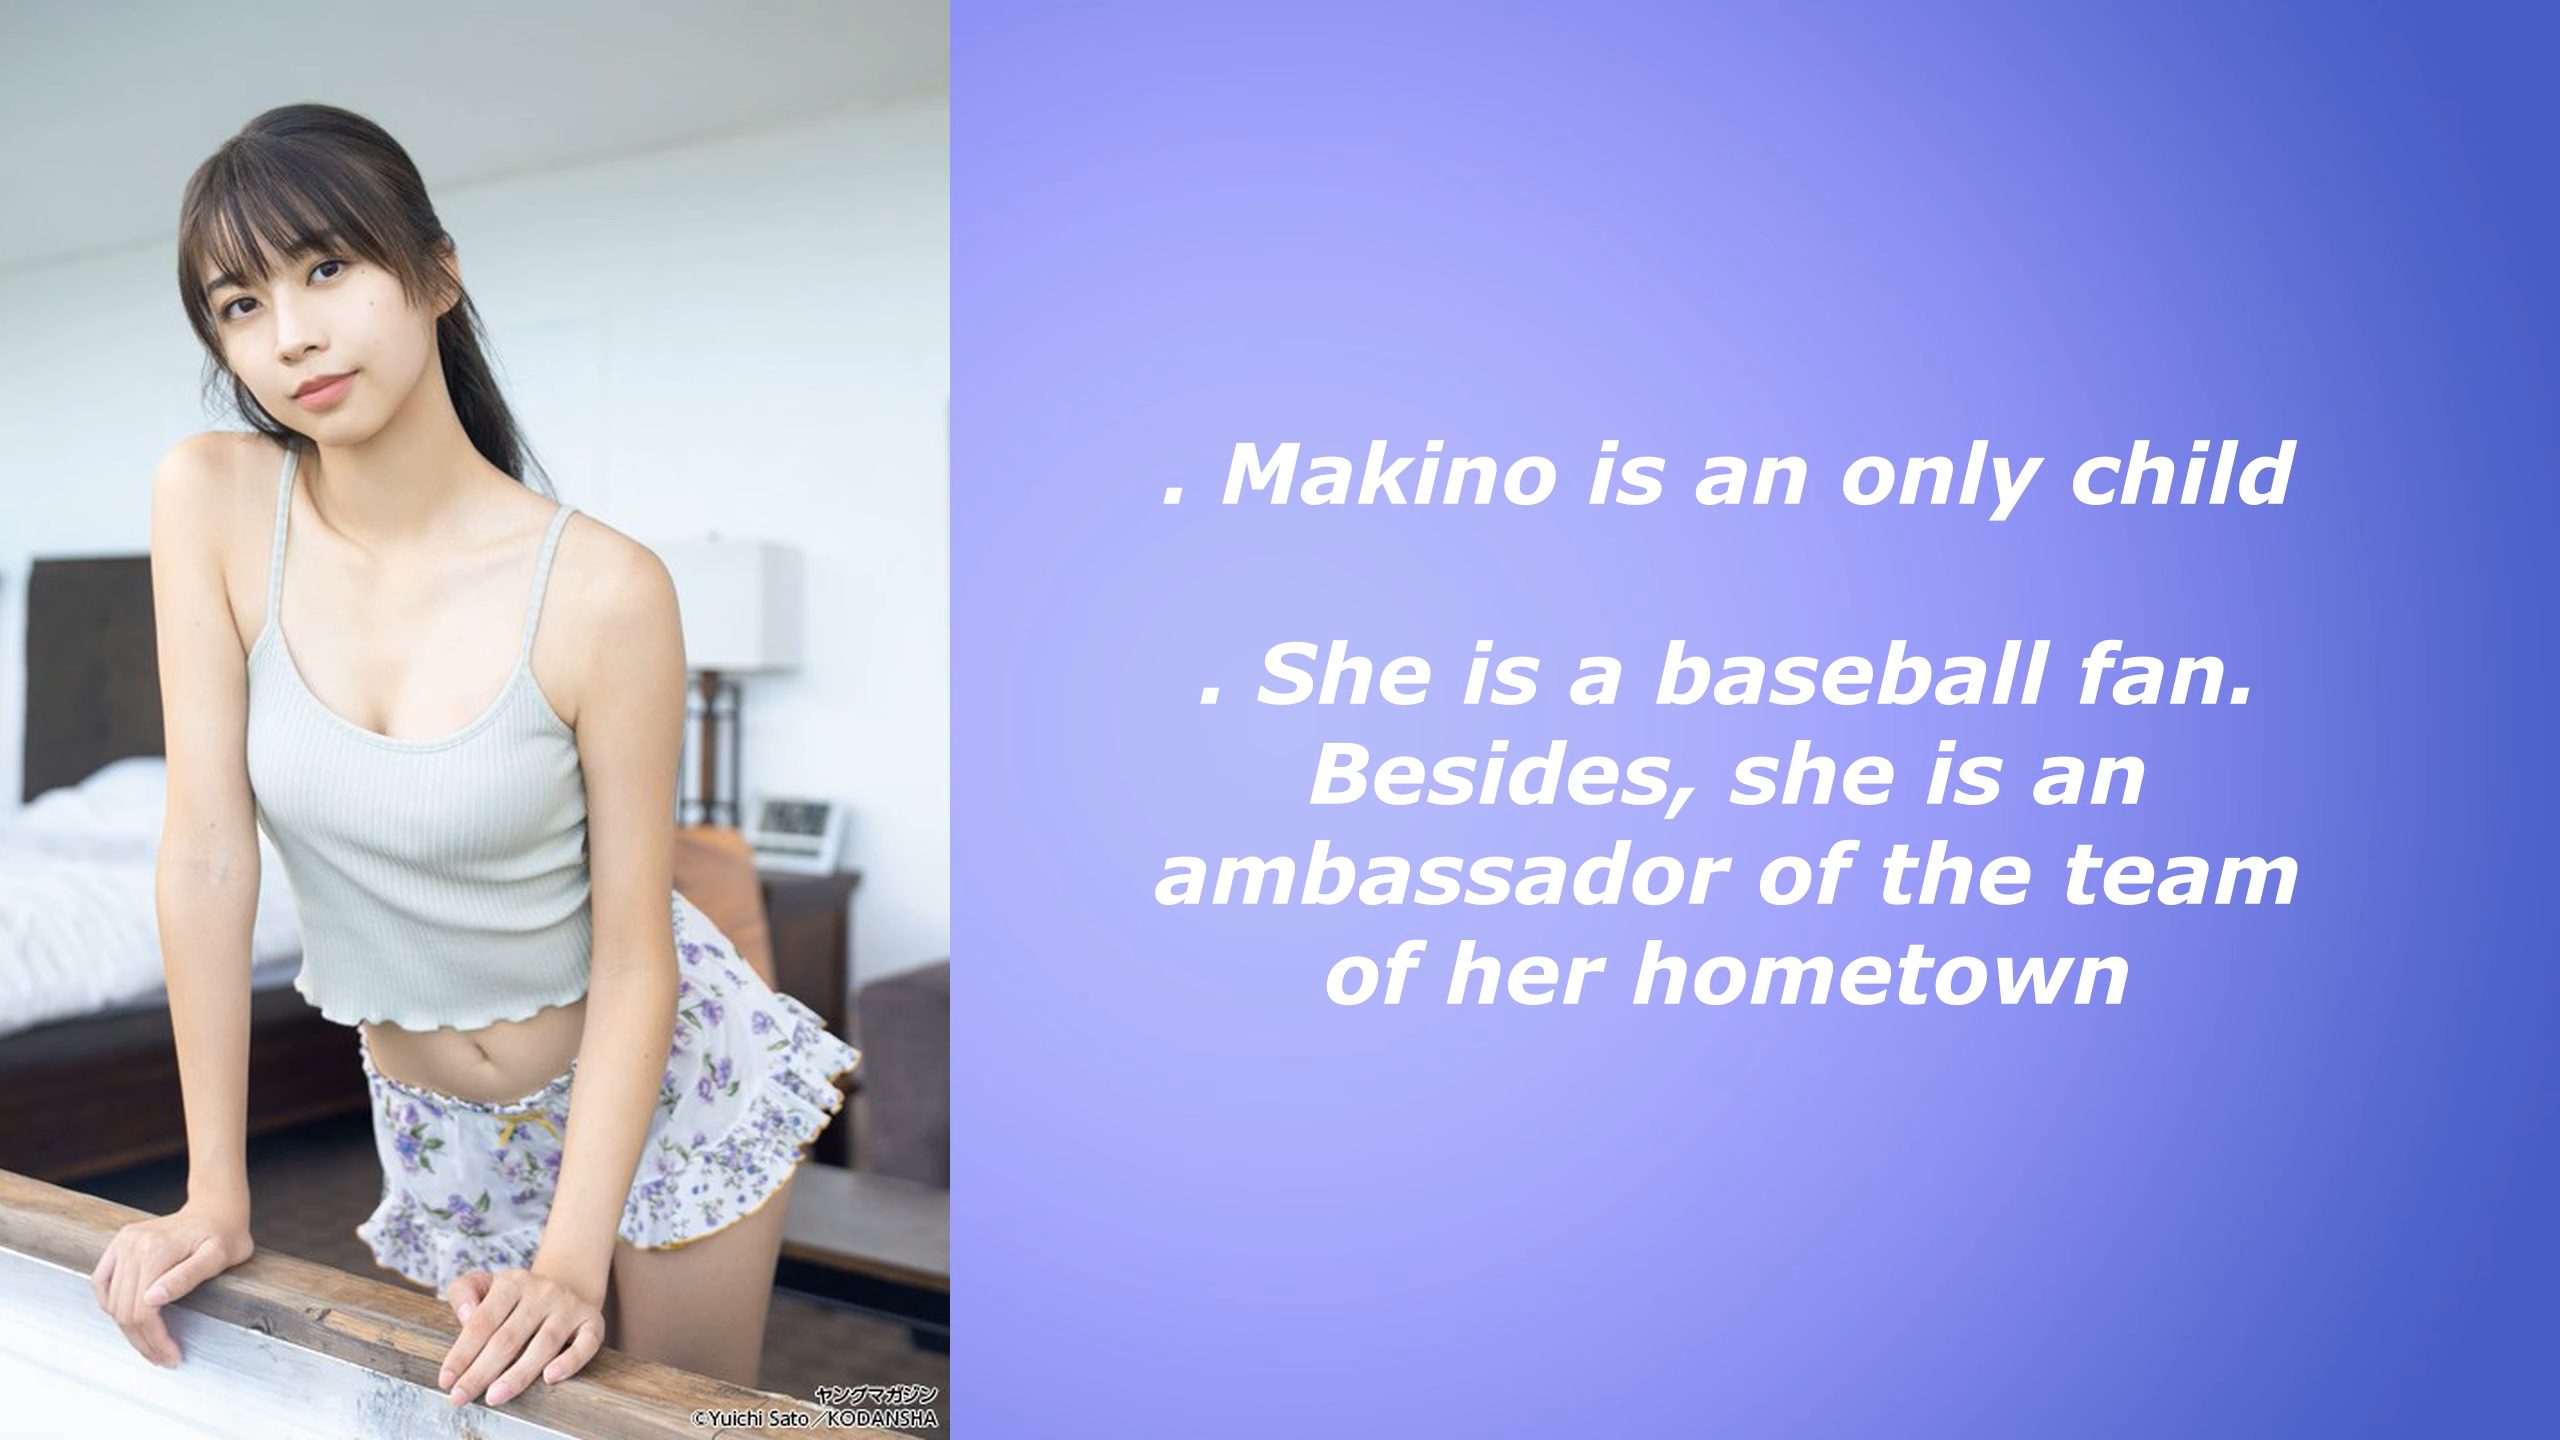 . Makino is an only child
. She is a baseball fan.
Besides, she is an
ambassador of the team
of her hometown
ヤングマガジン
©Yuichi Sato／KODANSHA